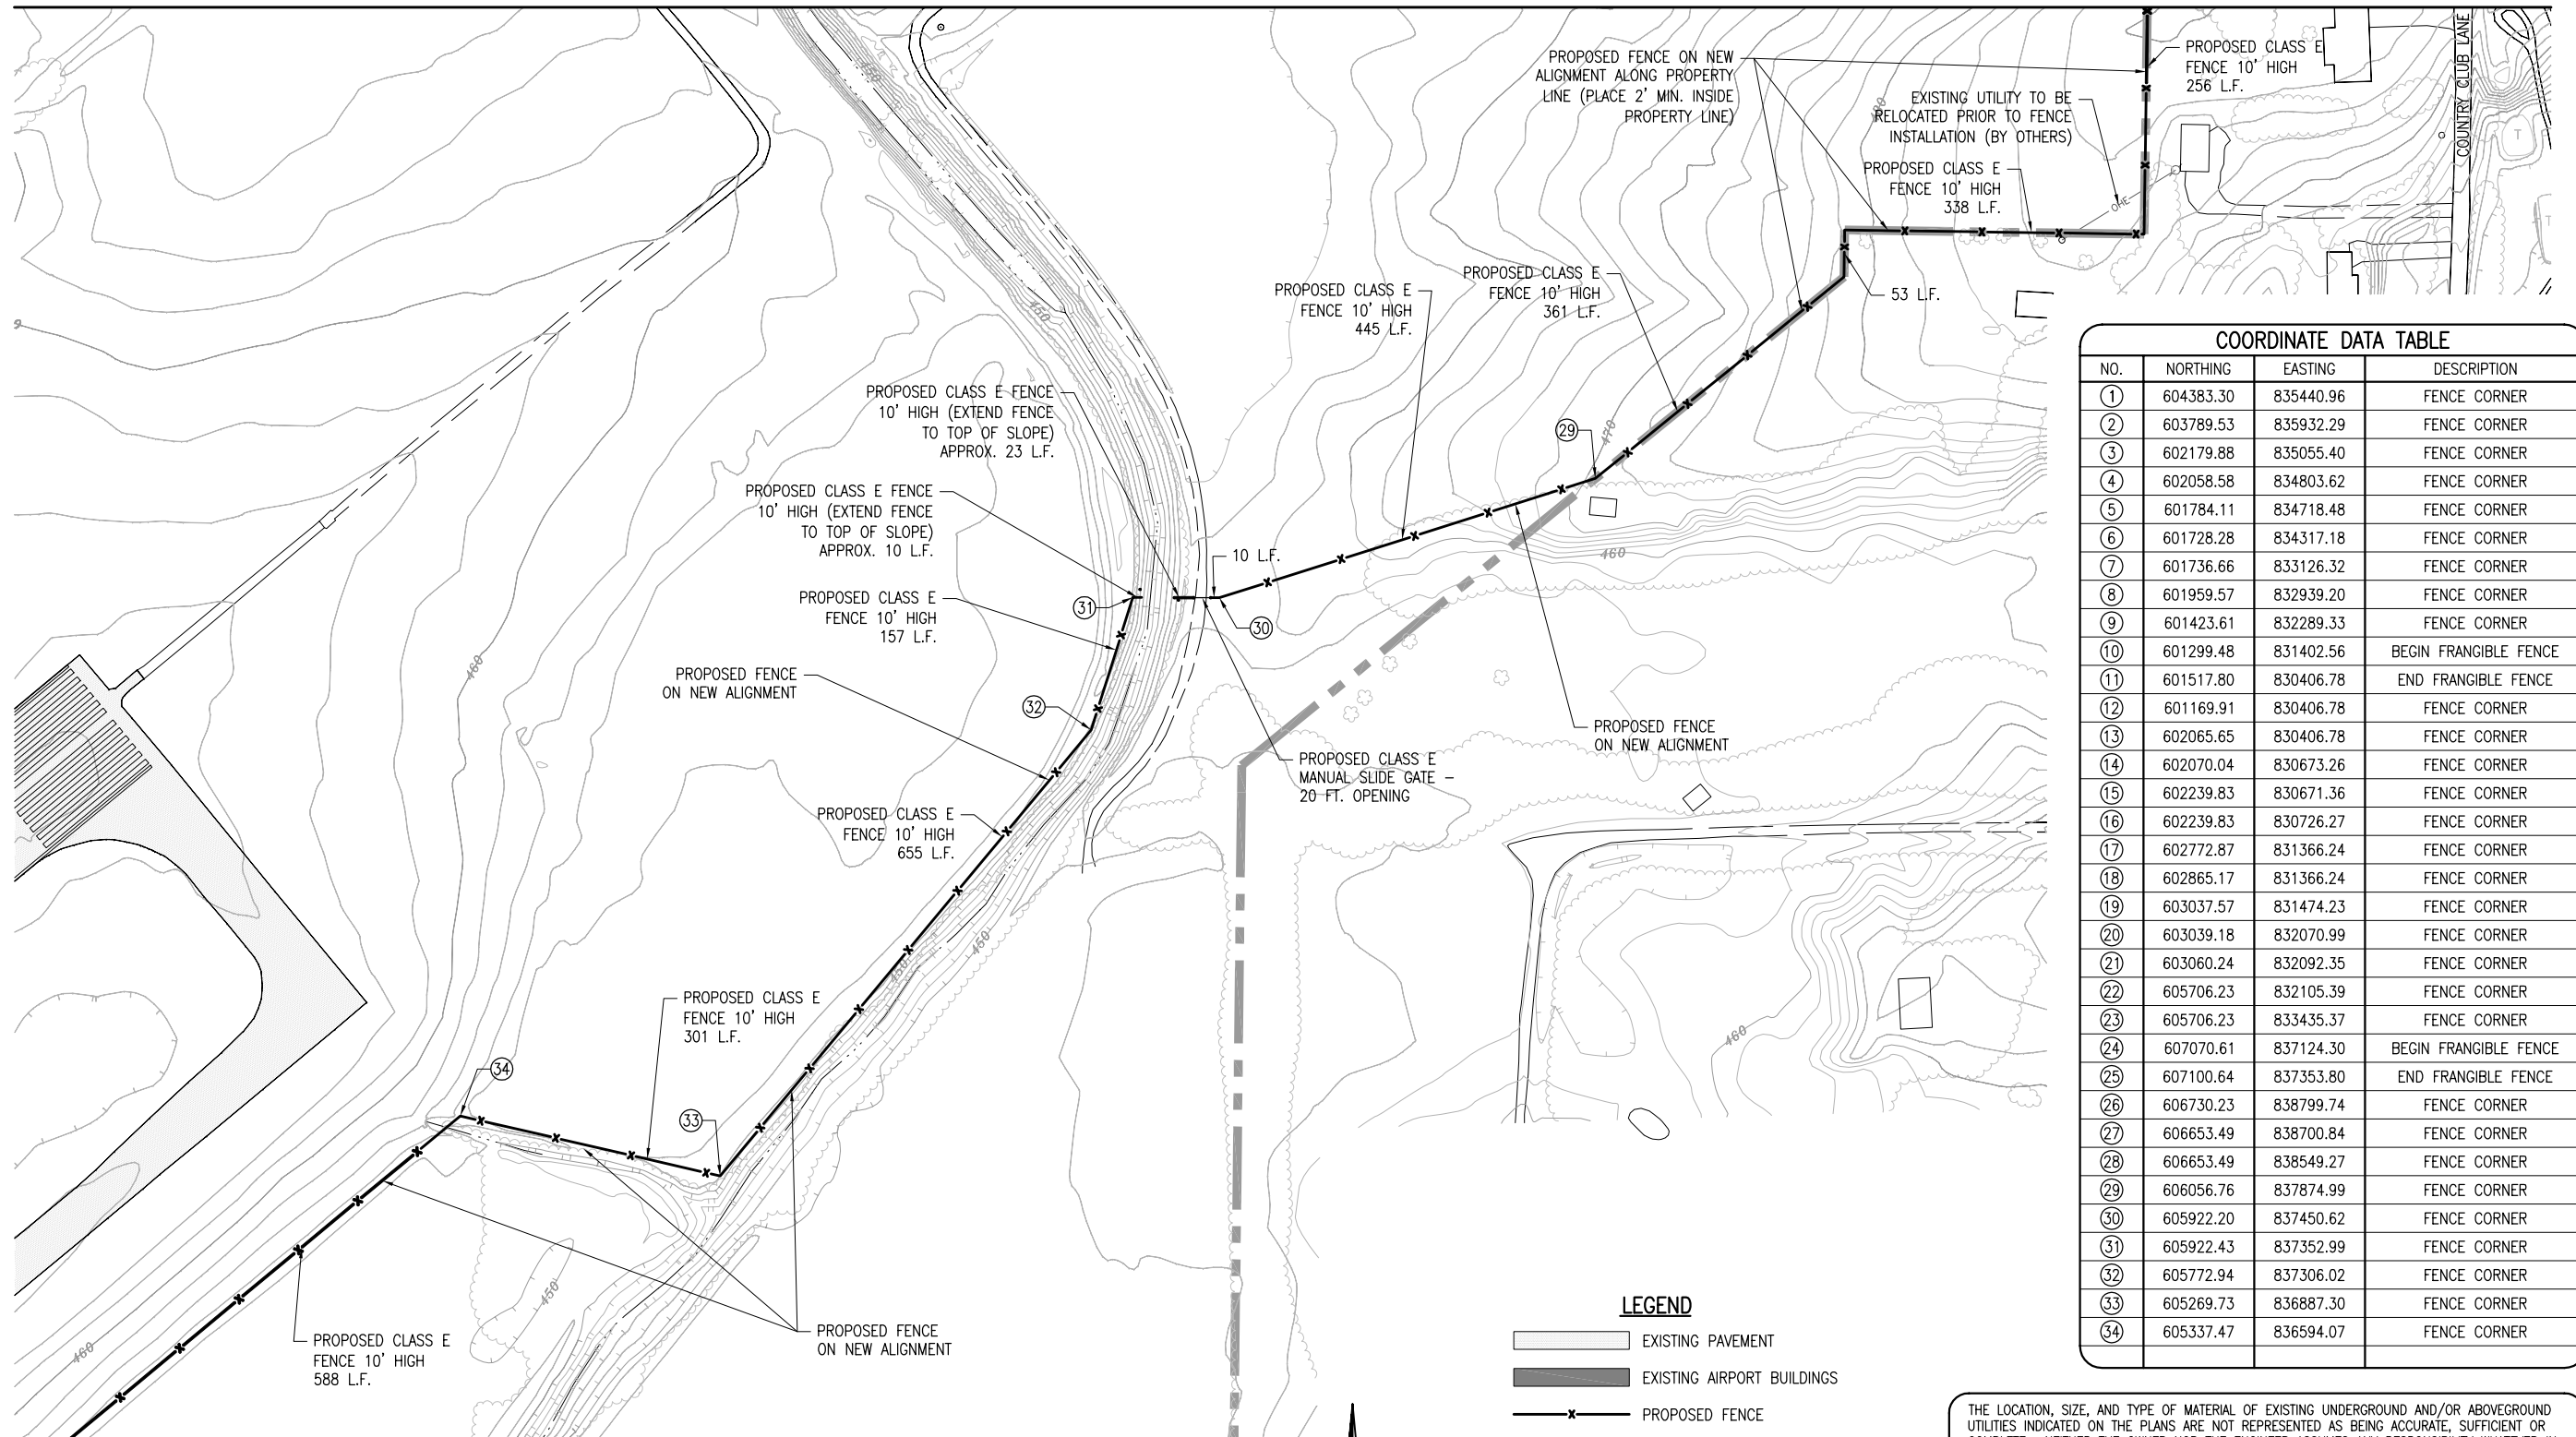 PROPOSED FENCE ON NEW
ALIGNMENT ALONG PROPERTY
LINE (PLACE 2' MIN. INSIDE
PROPERTY LINE)
PROPOSED CLASS E
FENCE 10' HIGH
256 L.F.
COUNTRY CLUB LANE
EXISTING UTILITY TO BE
RELOCATED PRIOR TO FENCE
INSTALLATION (BY OTHERS)
PROPOSED CLASS E
FENCE 10' HIGH
338 L.F.
OHE
T
T
450
450
53 L.F.
PROPOSED CLASS E
FENCE 10' HIGH
361 L.F.
PROPOSED CLASS E
FENCE 10' HIGH
445 L.F.
PROPOSED CLASS E FENCE
10' HIGH (EXTEND FENCE
TO TOP OF SLOPE)
APPROX. 23 L.F.
29
470
PROPOSED CLASS E FENCE
10' HIGH (EXTEND FENCE
TO TOP OF SLOPE)
APPROX. 10 L.F.
10 L.F.
460
31
30
PROPOSED CLASS E
FENCE 10' HIGH
157 L.F.
460
PROPOSED FENCE
ON NEW ALIGNMENT
32
PROPOSED FENCE
ON NEW ALIGNMENT
PROPOSED CLASS E
MANUAL SLIDE GATE –
20 FT. OPENING
PROPOSED CLASS E
FENCE 10' HIGH
655 L.F.
450
450
PROPOSED CLASS E
FENCE 10' HIGH
301 L.F.
460
34
33
450
PROPOSED FENCE
ON NEW ALIGNMENT
PROPOSED CLASS E
FENCE 10' HIGH
588 L.F.
460
COORDINATE DATA TABLE
NO. NORTHING EASTING DESCRIPTION
1 604383.30 835440.96 FENCE CORNER
2 603789.53 835932.29 FENCE CORNER
3 602179.88 835055.40 FENCE CORNER
4 602058.58 834803.62 FENCE CORNER
5 601784.11 834718.48 FENCE CORNER
6 601728.28 834317.18 FENCE CORNER
7 601736.66 833126.32 FENCE CORNER
8 601959.57 832939.20 FENCE CORNER
9 601423.61 832289.33 FENCE CORNER
10 601299.48 831402.56 BEGIN FRANGIBLE FENCE
11 601517.80 830406.78 END FRANGIBLE FENCE
12 601169.91 830406.78 FENCE CORNER
13 602065.65 830406.78 FENCE CORNER
14 602070.04 830673.26 FENCE CORNER
15 602239.83 830671.36 FENCE CORNER
16 602239.83 830726.27 FENCE CORNER
17 602772.87 831366.24 FENCE CORNER
18 602865.17 831366.24 FENCE CORNER
19 603037.57 831474.23 FENCE CORNER
20 603039.18 832070.99 FENCE CORNER
21 603060.24 832092.35 FENCE CORNER
22 605706.23 832105.39 FENCE CORNER
23 605706.23 833435.37 FENCE CORNER
24 607070.61 837124.30 BEGIN FRANGIBLE FENCE
25 607100.64 837353.80 END FRANGIBLE FENCE
26 606730.23 838799.74 FENCE CORNER
27 606653.49 838700.84 FENCE CORNER
28 606653.49 838549.27 FENCE CORNER
29 606056.76 837874.99 FENCE CORNER
30 605922.20 837450.62 FENCE CORNER
31 605922.43 837352.99 FENCE CORNER
32 605772.94 837306.02 FENCE CORNER
33 605269.73 836887.30 FENCE CORNER
34 605337.47 836594.07 FENCE CORNER
LEGEND
EXISTING PAVEMENT
EXISTING AIRPORT BUILDINGS
PROPOSED FENCE
THE LOCATION, SIZE, AND TYPE OF MATERIAL OF EXISTING UNDERGROUND AND/OR ABOVEGROUND
UTILITIES INDICATED ON THE PLANS ARE NOT REPRESENTED AS BEING ACCURATE, SUFFICIENT OR